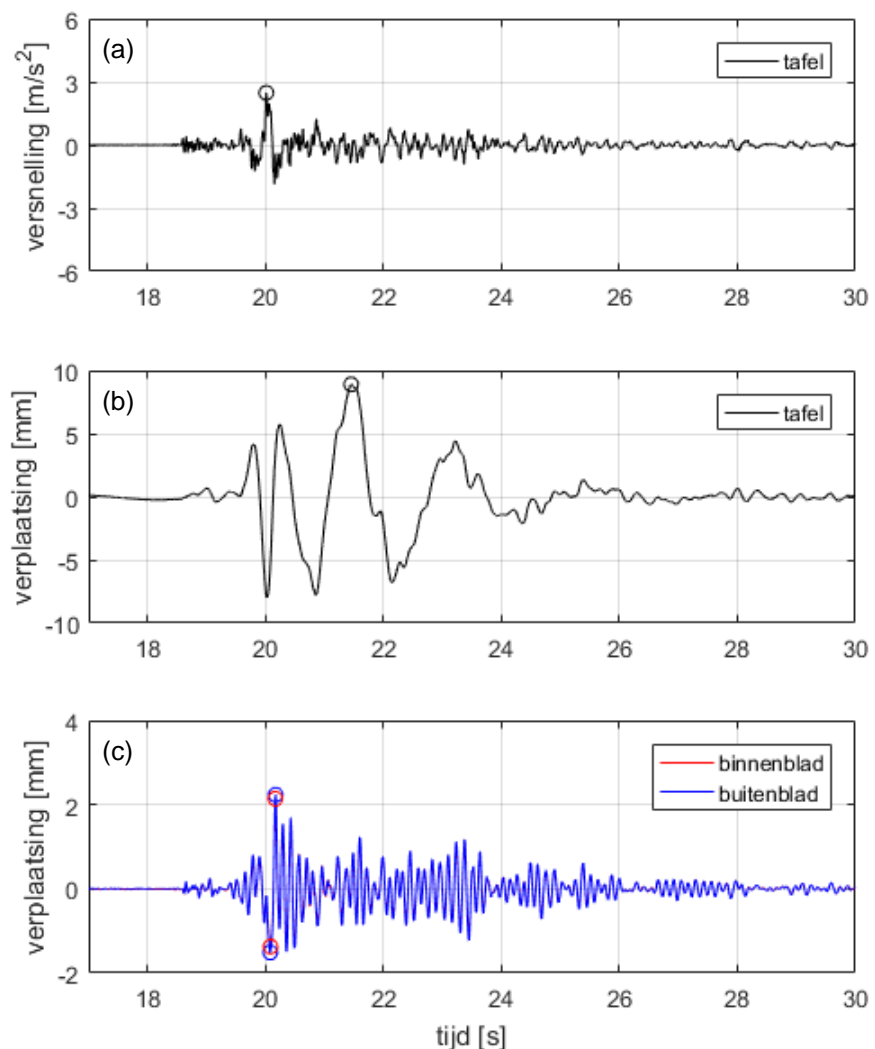 (a)
tafel
versnelling [m/s²]
6
3
0
-3
-6
18 20 22 24 26 28 30
(b)
tafel
verplaatsing [mm]
10
5
0
-5
-10
18 20 22 24 26 28 30
(c)
binnenblad
buitenblad
verplaatsing [mm]
4
2
0
-2
18 20 22 24 26 28 30
tijd [s]